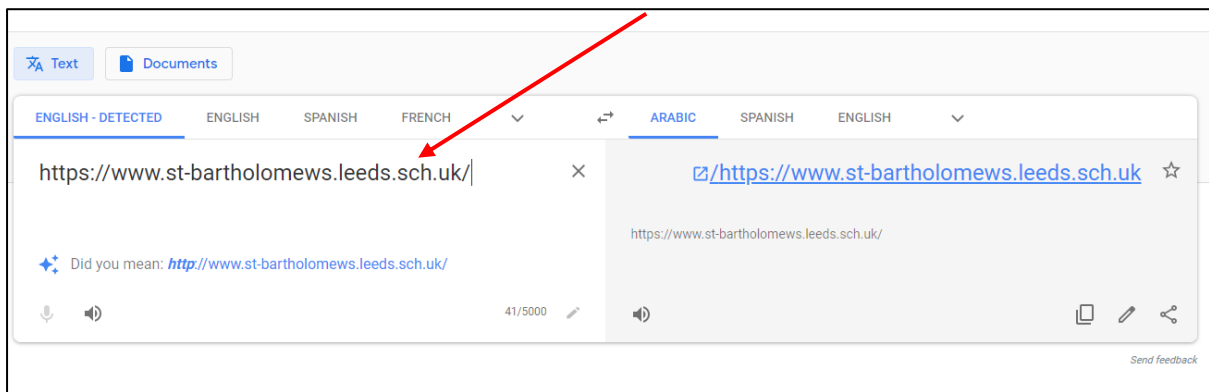 Text Documents
ENGLISH - DETECTED ENGLISH SPANISH FRENCH ARABIC SPANISH ENGLISH
https://www.st-bartholomews.leeds.sch.uk/
/https://www.st-bartholomews.leeds.sch.uk
https://www.st-bartholomews.leeds.sch.uk/
Did you mean: http://www.st-bartholomews.leeds.sch.uk/
41/5000
Send feedback